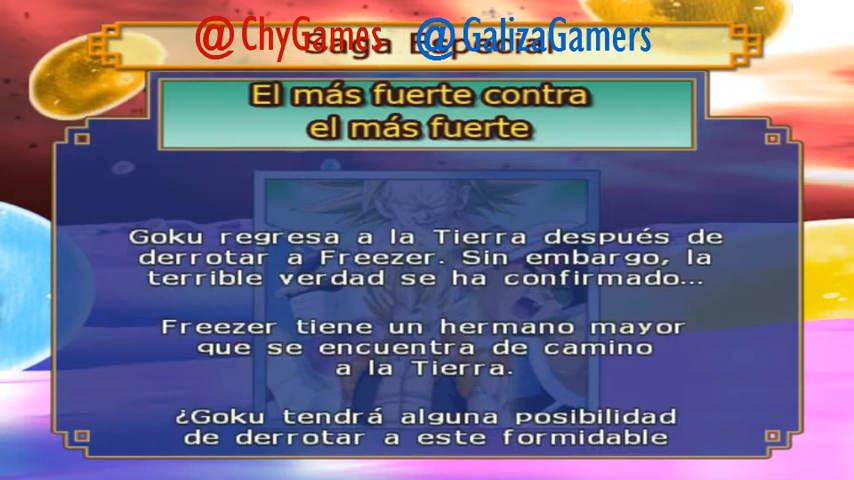 @ChyGames @GalizaGamers
Saga Especial
El más fuerte contra
el más fuerte
Goku regresa a la Tierra después de
derrotar a Freezer. Sin embargo, la
terrible verdad se ha confirmado...
Freezer tiene un hermano mayor
que se encuentra de camino
a la Tierra.
¿Goku tendrá alguna posibilidad
de derrotar a este formidable